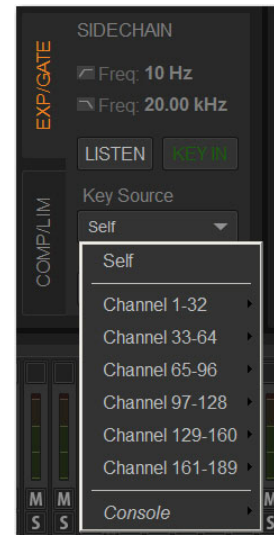 SIDECHAIN
EXP/GATE
Freq: 10 Hz
Freq: 20.00 kHz
LISTEN
KEY IN
COMP/LIM
Key Source
Self
Self
Channel 1-32
Channel 33-64
Channel 65-96
Channel 97-128
Channel 129-160
Channel 161-189
Console
M M M
S S S